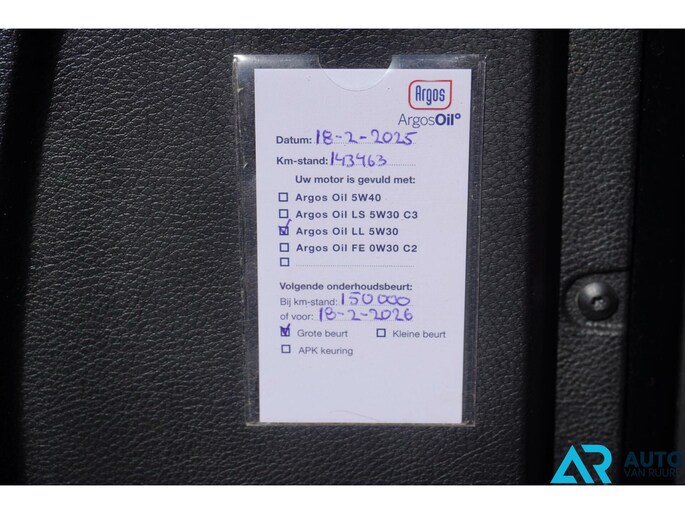 Argos
ArgosOil°
Datum: 18-2-2025
Km-stand: 143463
Uw motor is gevuld met:
Argos Oil 5W40
Argos Oil LS 5W30 C3
Argos Oil LL 5W30
Argos Oil FE 0W30 C2
Volgende onderhoudsbeurt:
Bij km-stand: 150000
of voor: 18-2-2026
Grote beurt Kleine beurt
APK keuring
AR AUTO
VAN RUUR